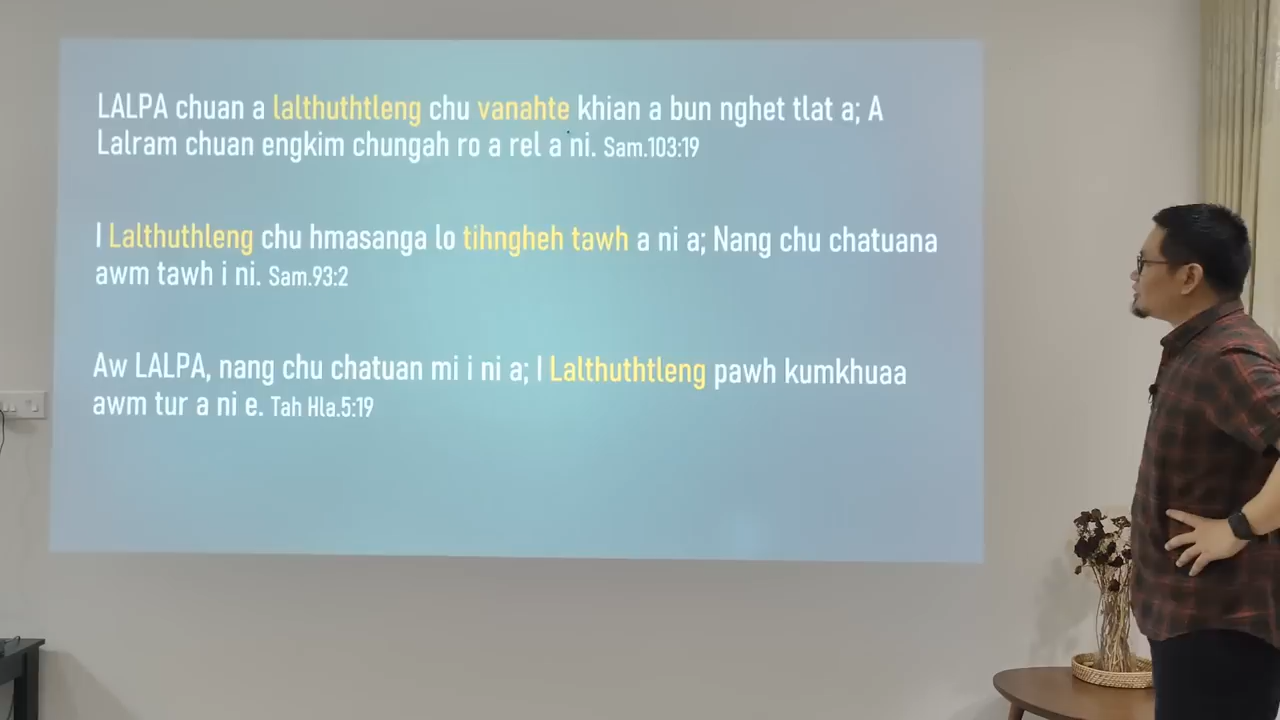 LALPA chuan a lalthuthtleng chu vanahte khian a bun nghet tlat a; A
Lalram chuan engkim chungah ro a rel a ni. Sam.103:19
I Lalthuthleng chu hmasanga lo tihngheh tawh a ni a; Nang chu chatuana
awm tawh i ni. Sam.93:2
Aw LALPA, nang chu chatuan mi i ni a; I Lalthuthtleng pawh kumkhuaa
awm tur a ni e. Tah Hla.5:19